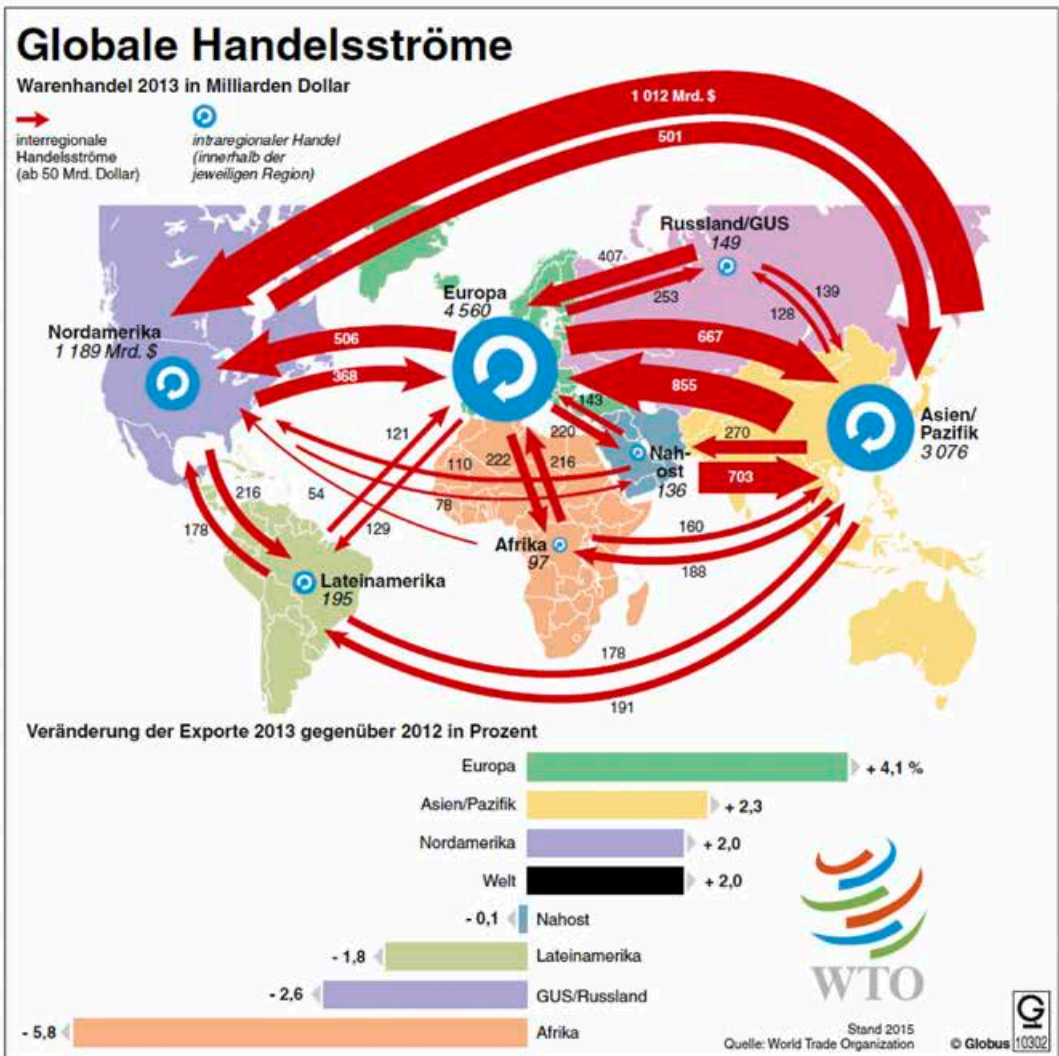 Globale Handelsströme
Warenhandel 2013 in Milliarden Dollar
interregionale
Handelsströme
(ab 50 Mrd. Dollar)
intraregionaler Handel
(innerhalb der
jeweiligen Region)
1 012 Mrd. $
501
Russland/GUS
149
407
253
139
128
Europa
4 560
Nordamerika
1 189 Mrd. $
506
368
667
855
143
220
270
703
Asien/
Pazifik
3 076
Nah-
ost
136
121
110
222
216
78
54
216
178
129
Afrika
97
160
188
Lateinamerika
195
178
191
Veränderung der Exporte 2013 gegenüber 2012 in Prozent
Europa + 4,1 %
Asien/Pazifik + 2,3
Nordamerika + 2,0
Welt + 2,0
- 0,1 Nahost
- 1,8 Lateinamerika
- 2,6 GUS/Russland
- 5,8 Afrika
WTO
Stand 2015
Quelle: World Trade Organization
© Globus 10302